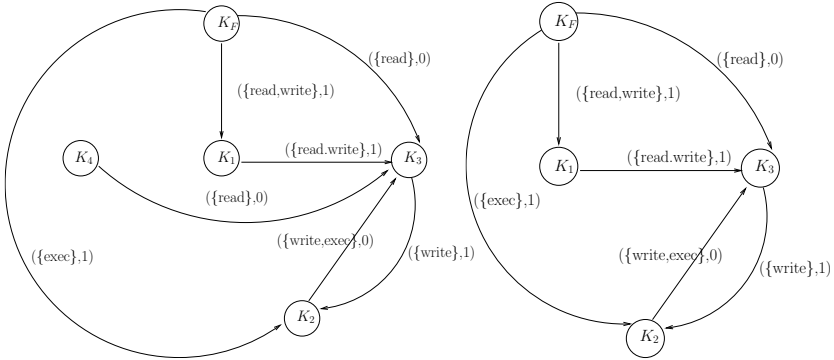 K_F
({read},0)
({read,write},1)
K_4
K_1
({read.write},1)
K_3
({read},0)
({write,exec},0)
({write},1)
({exec},1)
K_2
K_F
({read},0)
({read,write},1)
K_1
({read.write},1)
K_3
({exec},1)
({write,exec},0)
({write},1)
K_2